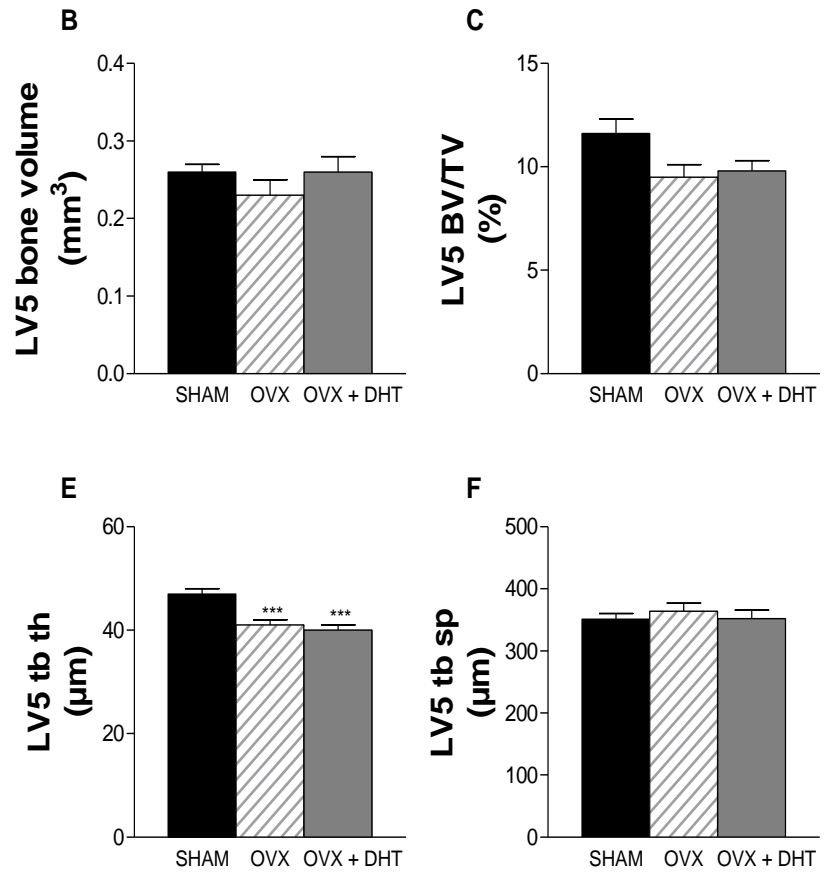 B
LV5 bone volume
(mm³)
0.4
0.3
0.2
0.1
0.0
SHAM OVX OVX + DHT
C
LV5 BV/TV
(%)
15
10
5
0
SHAM OVX OVX + DHT
E
LV5 tb th
(µm)
60
40
20
0
*** ***
SHAM OVX OVX + DHT
F
LV5 tb sp
(µm)
500
400
300
200
100
0
SHAM OVX OVX + DHT